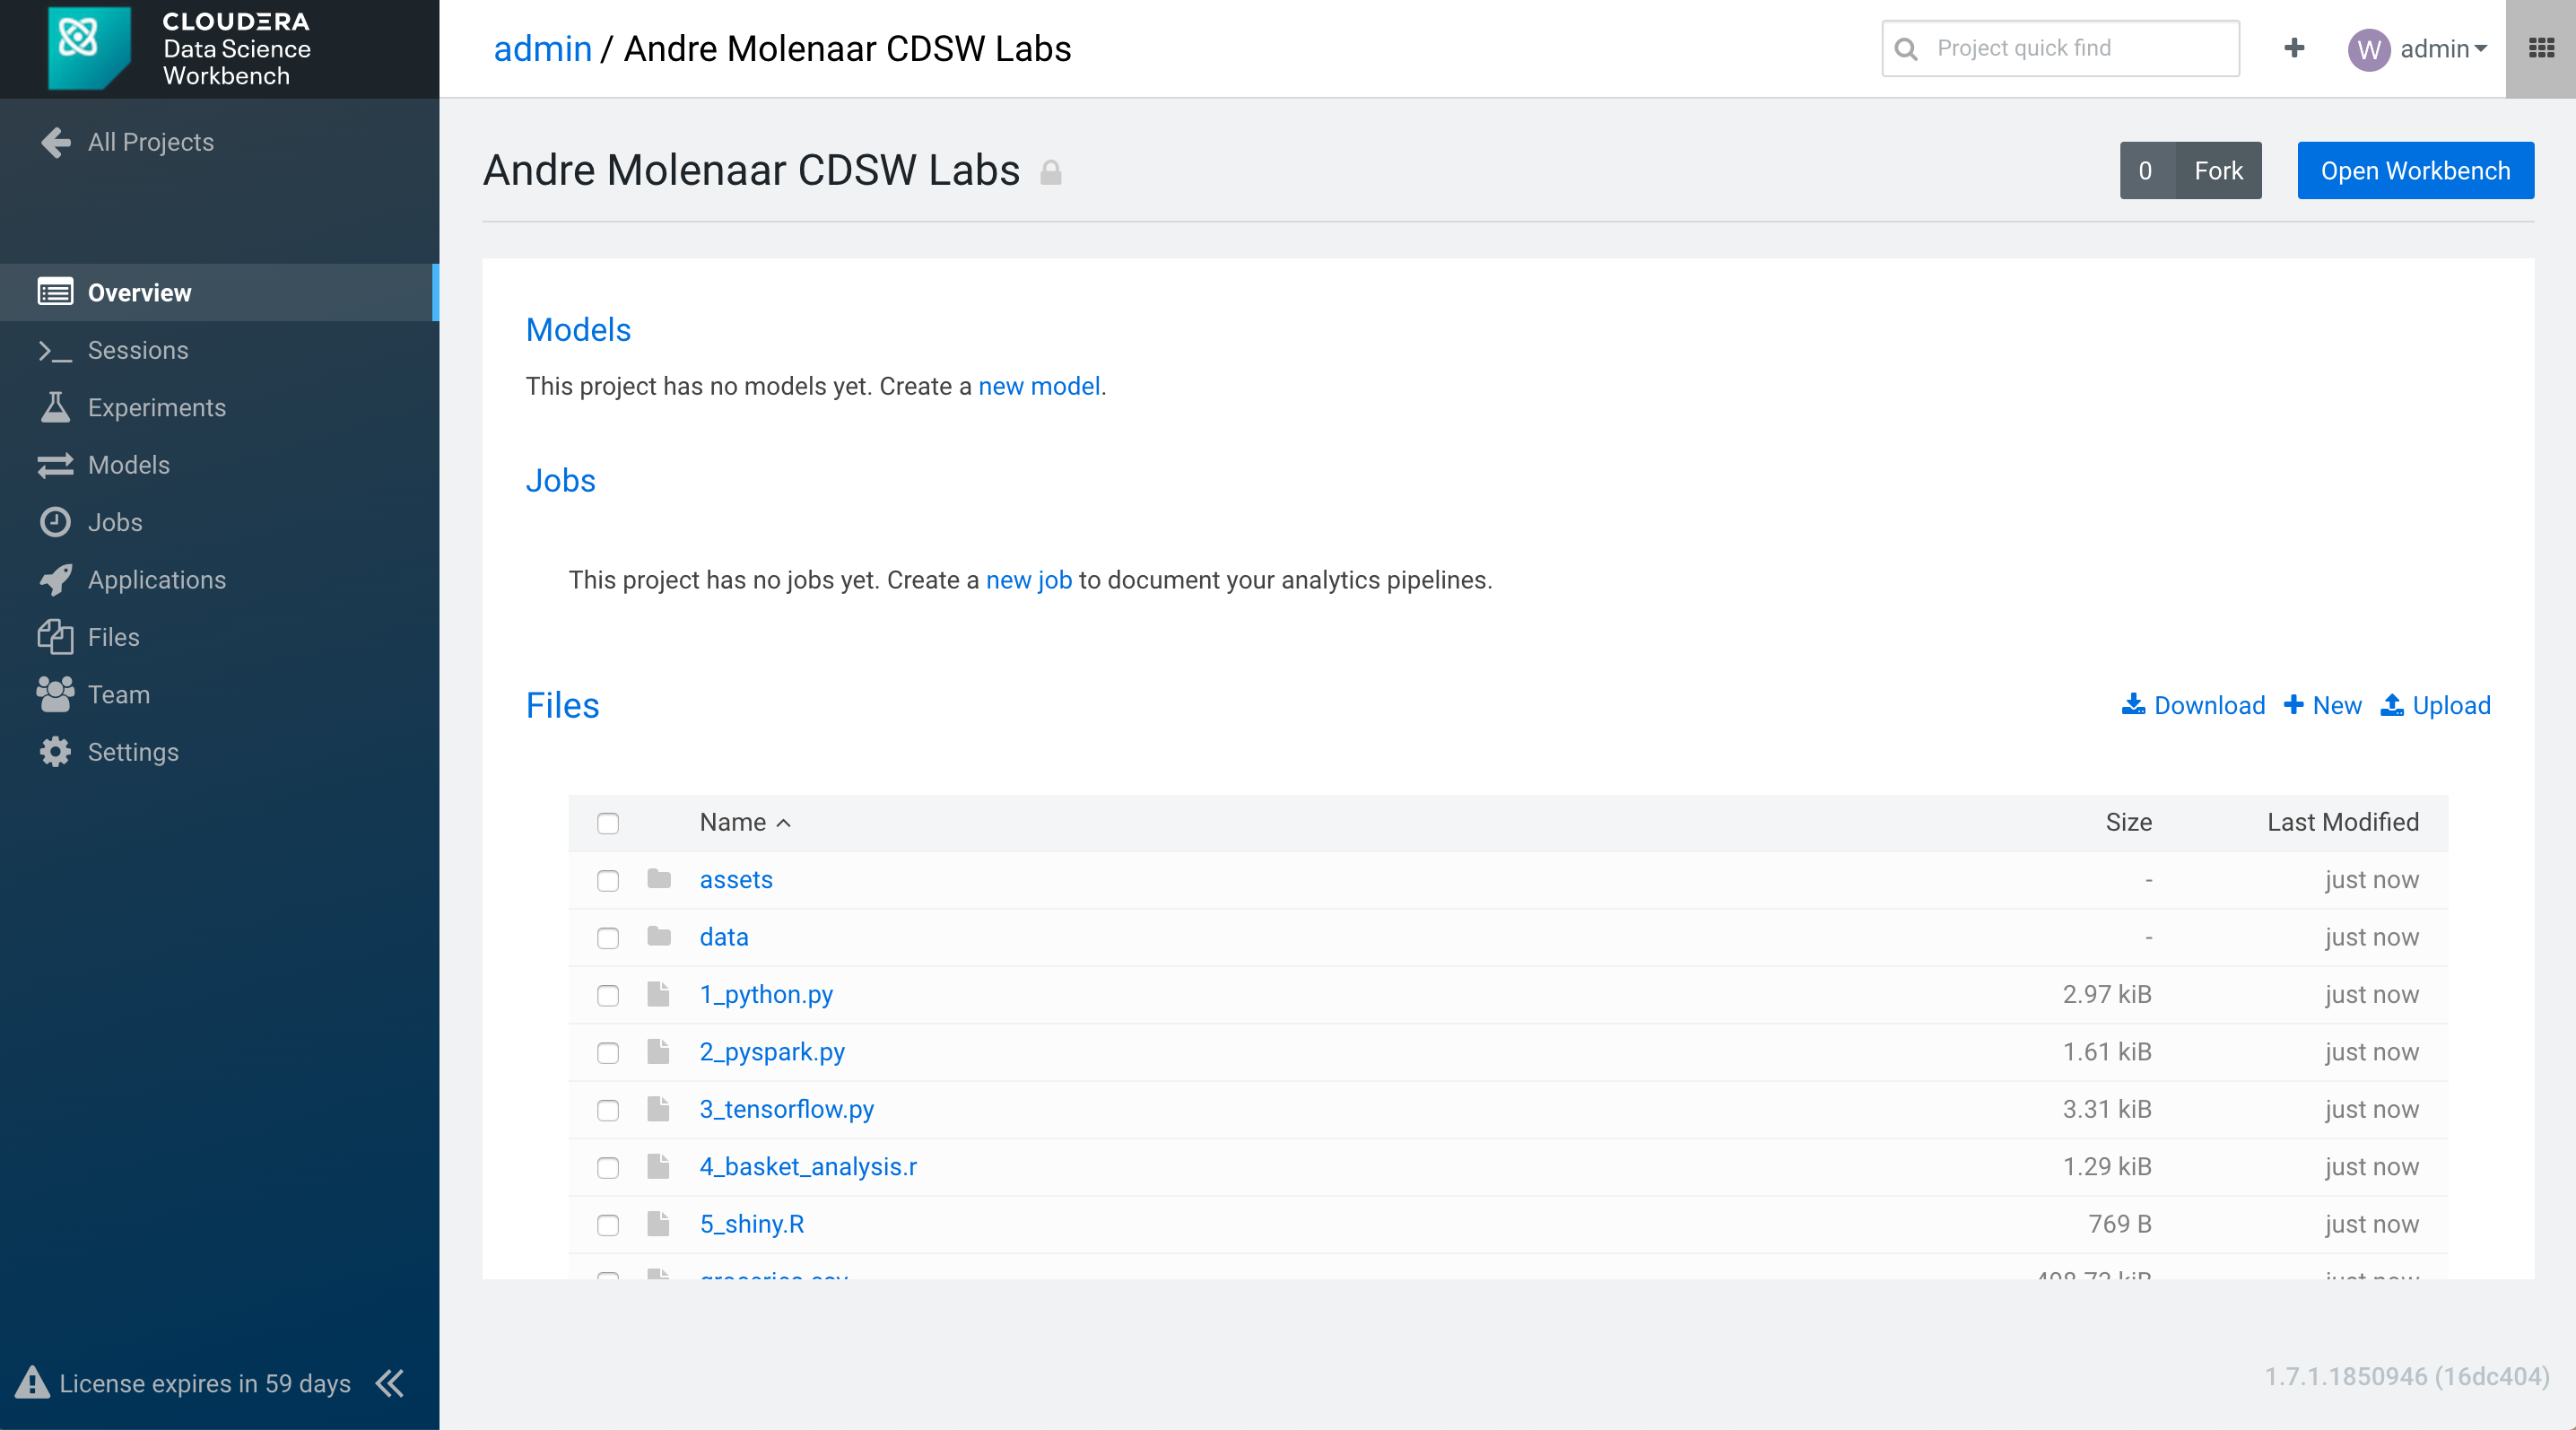 CLOUDERA
Data Science
Workbench
admin / Andre Molenaar CDSW Labs
Project quick find
W admin
All Projects
Andre Molenaar CDSW Labs
0 Fork
Open Workbench
Overview
Sessions
Experiments
Models
Jobs
Applications
Files
Team
Settings
Models
This project has no models yet. Create a new model.
Jobs
This project has no jobs yet. Create a new job to document your analytics pipelines.
Files
Download New Upload
Name Size Last Modified
assets - just now
data - just now
1_python.py 2.97 kiB just now
2_pyspark.py 1.61 kiB just now
3_tensorflow.py 3.31 kiB just now
4_basket_analysis.r 1.29 kiB just now
5_shiny.R 769 B just now
License expires in 59 days
1.7.1.1850946 (16dc404)